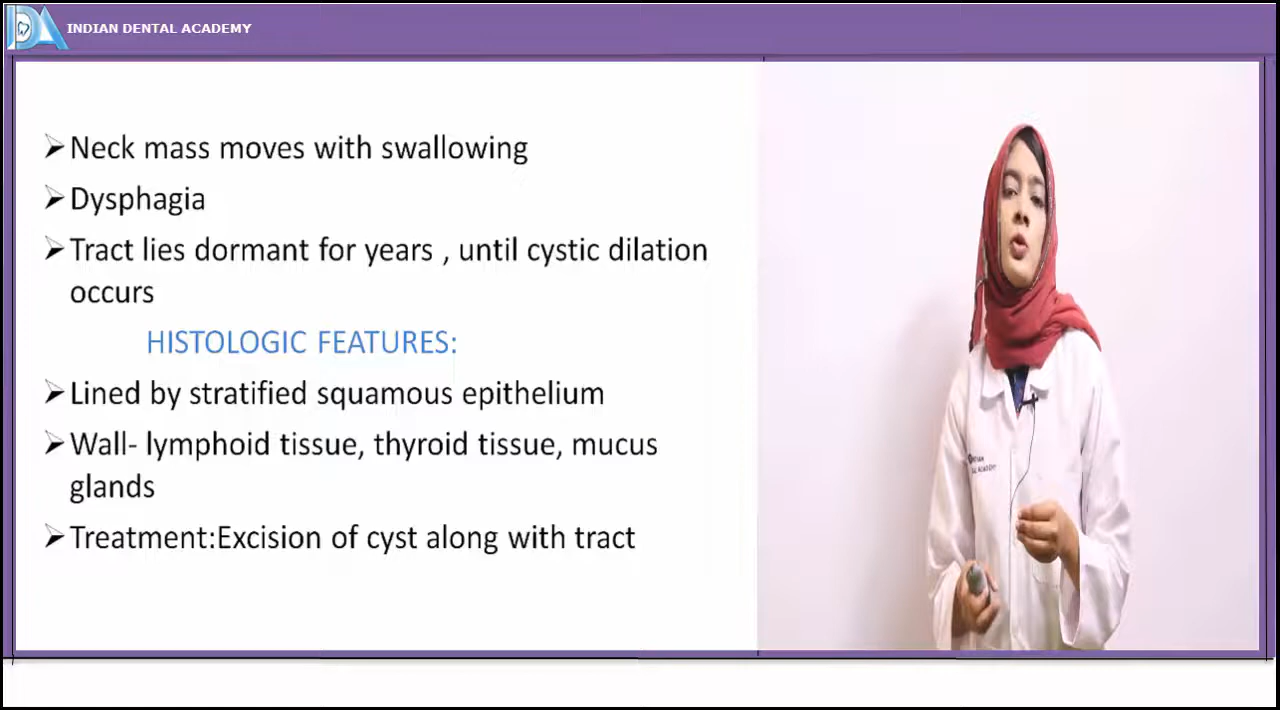 INDIAN DENTAL ACADEMY
Neck mass moves with swallowing
Dysphagia
Tract lies dormant for years , until cystic dilation
occurs
HISTOLOGIC FEATURES:
Lined by stratified squamous epithelium
Wall- lymphoid tissue, thyroid tissue, mucus
glands
Treatment:Excision of cyst along with tract
ACADEMY